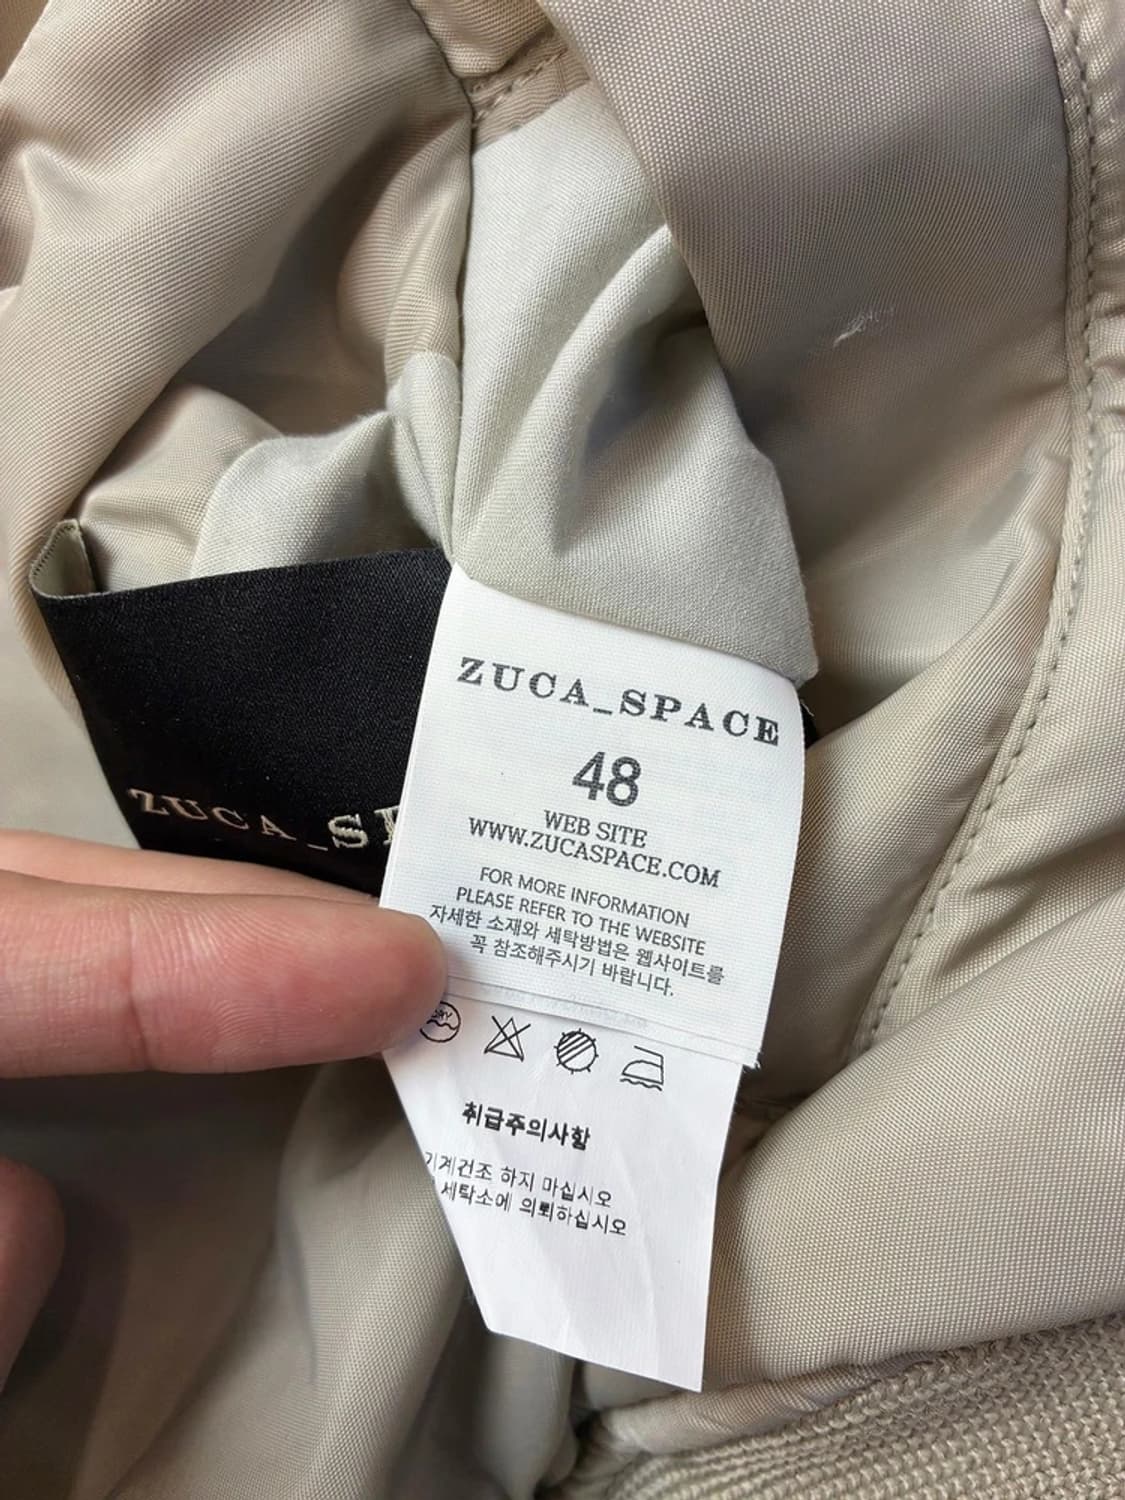 ZUCA_SPACE
48
WEB SITE
WWW.ZUCASPACE.COM
FOR MORE INFORMATION
PLEASE REFER TO THE WEBSITE
자세한 소재와 세탁방법은 웹사이트를
꼭 참조해주시기 바랍니다.
ZUCA_S
취급주의사항
기계건조 하지 마십시오
세탁소에 의뢰하십시오